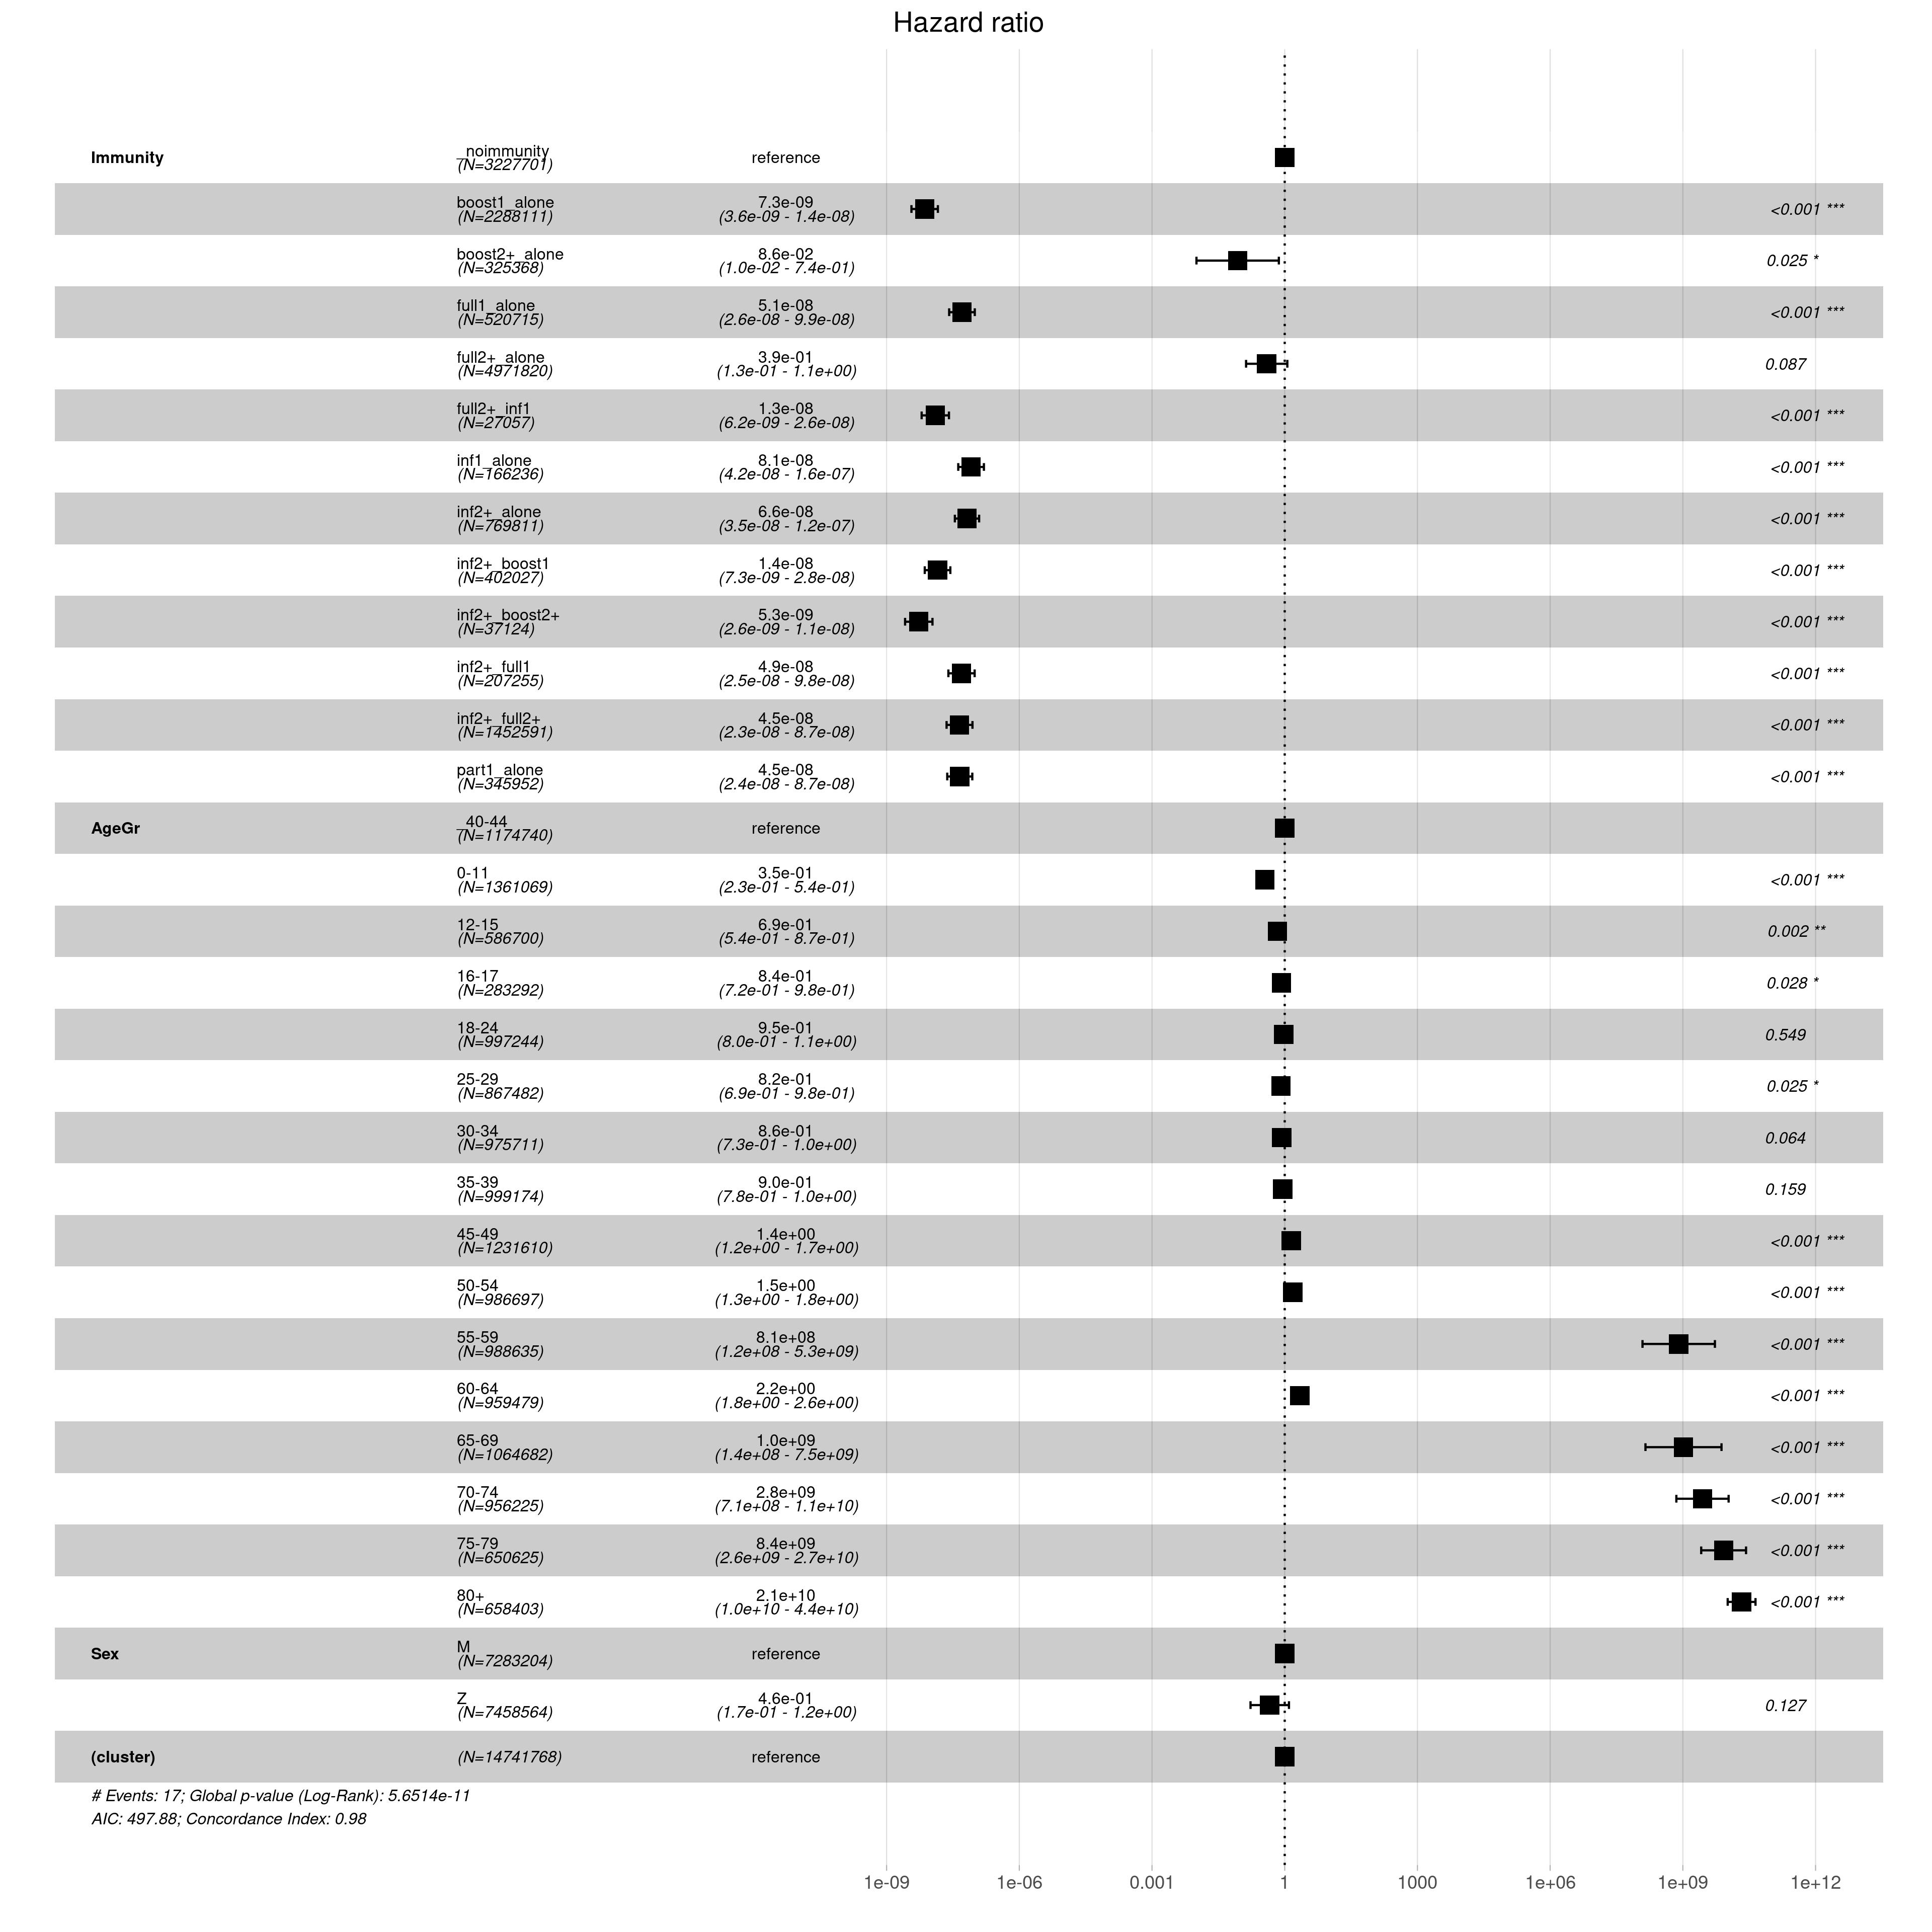 Hazard ratio
Immunity
_noimmunity
(N=3227701)
reference
boost1_alone
(N=2288111)
7.3e-09
(3.6e-09 - 1.4e-08)
<0.001 ***
boost2+_alone
(N=325368)
8.6e-02
(1.0e-02 - 7.4e-01)
0.025 *
full1_alone
(N=520715)
5.1e-08
(2.6e-08 - 9.9e-08)
<0.001 ***
full2+_alone
(N=4971820)
3.9e-01
(1.3e-01 - 1.1e+00)
0.087
full2+_inf1
(N=27057)
1.3e-08
(6.2e-09 - 2.6e-08)
<0.001 ***
inf1_alone
(N=166236)
8.1e-08
(4.2e-08 - 1.6e-07)
<0.001 ***
inf2+_alone
(N=769811)
6.6e-08
(3.5e-08 - 1.2e-07)
<0.001 ***
inf2+_boost1
(N=402027)
1.4e-08
(7.3e-09 - 2.8e-08)
<0.001 ***
inf2+_boost2+
(N=37124)
5.3e-09
(2.6e-09 - 1.1e-08)
<0.001 ***
inf2+_full1
(N=207255)
4.9e-08
(2.5e-08 - 9.8e-08)
<0.001 ***
inf2+_full2+
(N=1452591)
4.5e-08
(2.3e-08 - 8.7e-08)
<0.001 ***
part1_alone
(N=345952)
4.5e-08
(2.4e-08 - 8.7e-08)
<0.001 ***
AgeGr
_40-44
(N=1174740)
reference
0-11
(N=1361069)
3.5e-01
(2.3e-01 - 5.4e-01)
<0.001 ***
12-15
(N=586700)
6.9e-01
(5.4e-01 - 8.7e-01)
0.002 **
16-17
(N=283292)
8.4e-01
(7.2e-01 - 9.8e-01)
0.028 *
18-24
(N=997244)
9.5e-01
(8.0e-01 - 1.1e+00)
0.549
25-29
(N=867482)
8.2e-01
(6.9e-01 - 9.8e-01)
0.025 *
30-34
(N=975711)
8.6e-01
(7.3e-01 - 1.0e+00)
0.064
35-39
(N=999174)
9.0e-01
(7.8e-01 - 1.0e+00)
0.159
45-49
(N=1231610)
1.4e+00
(1.2e+00 - 1.7e+00)
<0.001 ***
50-54
(N=986697)
1.5e+00
(1.3e+00 - 1.8e+00)
<0.001 ***
55-59
(N=988635)
8.1e+08
(1.2e+08 - 5.3e+09)
<0.001 ***
60-64
(N=959479)
2.2e+00
(1.8e+00 - 2.6e+00)
<0.001 ***
65-69
(N=1064682)
1.0e+09
(1.4e+08 - 7.5e+09)
<0.001 ***
70-74
(N=956225)
2.8e+09
(7.1e+08 - 1.1e+10)
<0.001 ***
75-79
(N=650625)
8.4e+09
(2.6e+09 - 2.7e+10)
<0.001 ***
80+
(N=658403)
2.1e+10
(1.0e+10 - 4.4e+10)
<0.001 ***
Sex
M
(N=7283204)
reference
Z
(N=7458564)
4.6e-01
(1.7e-01 - 1.2e+00)
0.127
(cluster)
(N=14741768)
reference
# Events: 17; Global p-value (Log-Rank): 5.6514e-11
AIC: 497.88; Concordance Index: 0.98
1e-09 1e-06 0.001 1 1000 1e+06 1e+09 1e+12